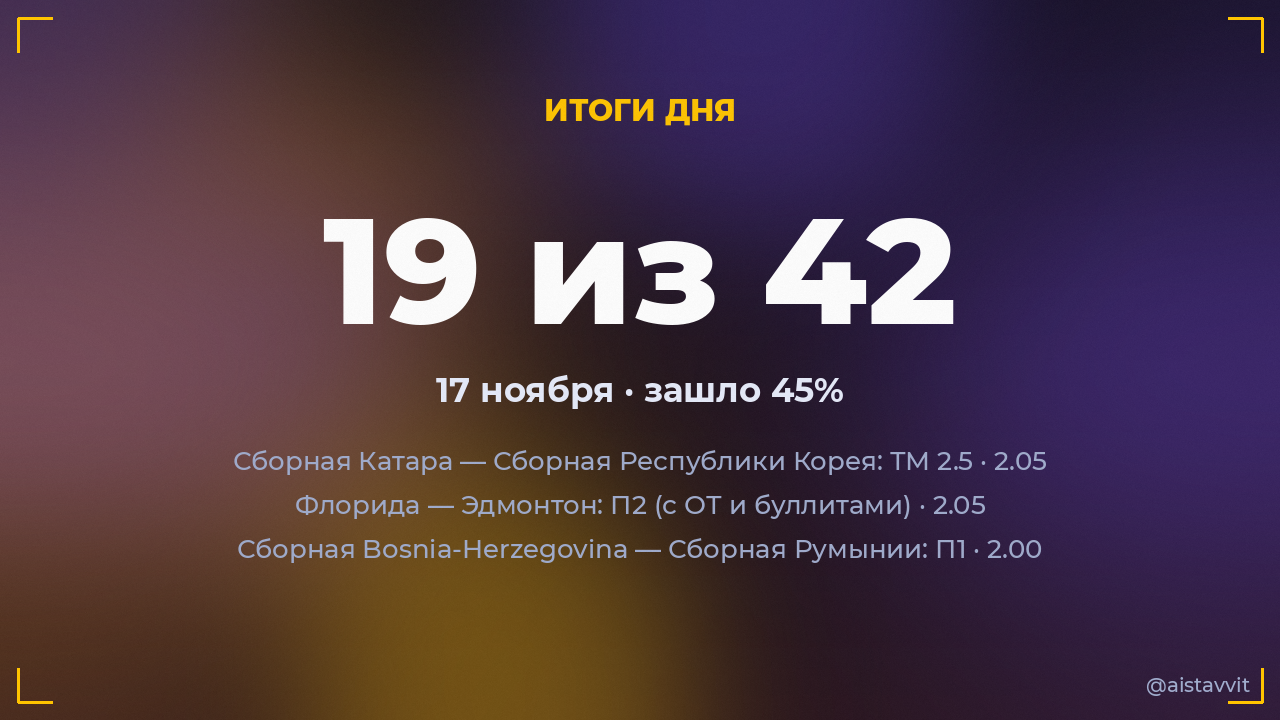 ИТОГИ ДНЯ
19 из 42
17 ноября · зашло 45%
Сборная Катара — Сборная Республики Корея: ТМ 2.5 · 2.05
Флорида — Эдмонтон: П2 (с ОТ и буллитами) · 2.05
Сборная Bosnia-Herzegovina — Сборная Румынии: П1 · 2.00
@aistavvit